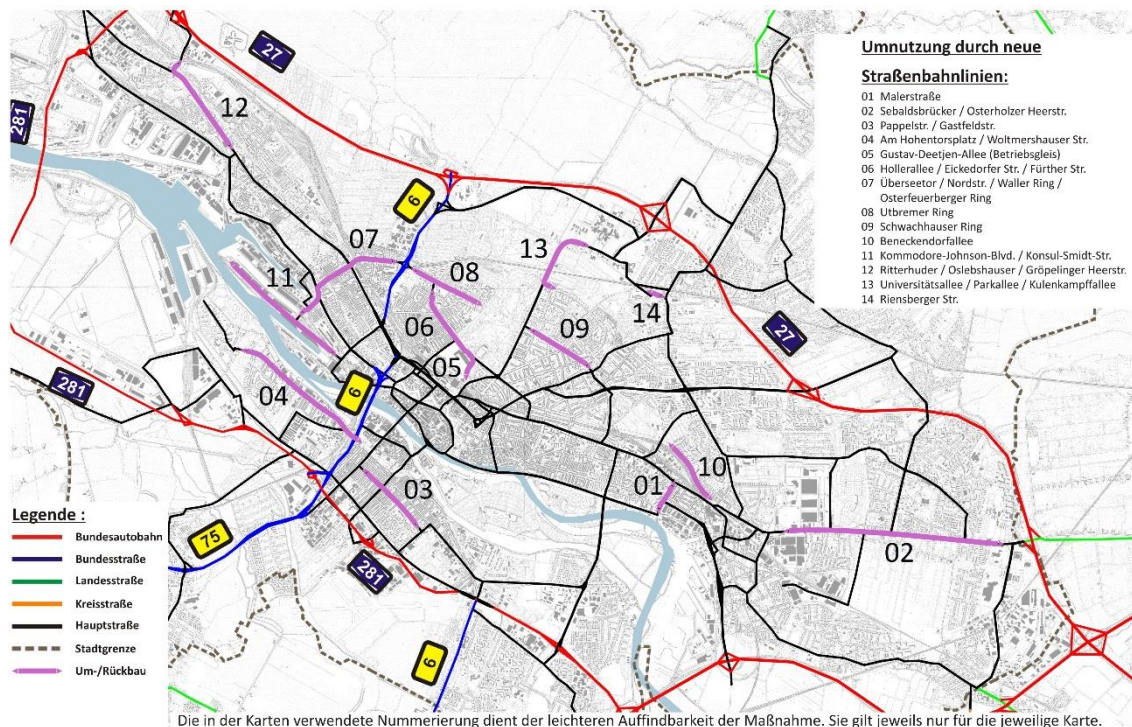 Umnutzung durch neue
Straßenbahnlinien:
01 Malerstraße
02 Sebaldsbrücker / Osterholzer Heerstr.
03 Pappelstr. / Gastfeldstr.
04 Am Hohentorsplatz / Woltmershauser Str.
05 Gustav-Deetjen-Allee (Betriebsgleis)
06 Hollerallee / Eickedorfer Str. / Fürther Str.
07 Überseetor / Nordstr. / Waller Ring /
Osterfeuerberger Ring
08 Utbremer Ring
09 Schwachhauser Ring
10 Beneckendorfallee
11 Kommodore-Johnson-Blvd. / Konsul-Smidt-Str.
12 Ritterhuder / Oslebshauser / Gröpelinger Heerstr.
13 Universitätsallee / Parkallee / Kulenkampffallee
14 Riensberger Str.
27
12
281
6
07
13
11
08
14
06
09
27
05
281
04
6
10
01
03
02
75
281
6
Legende :
Bundesautobahn
Bundesstraße
Landesstraße
Kreisstraße
Hauptstraße
Stadtgrenze
Um-/Rückbau
Die in der Karten verwendete Nummerierung dient der leichteren Auffindbarkeit der Maßnahme. Sie gilt jeweils nur für die jeweilige Karte.